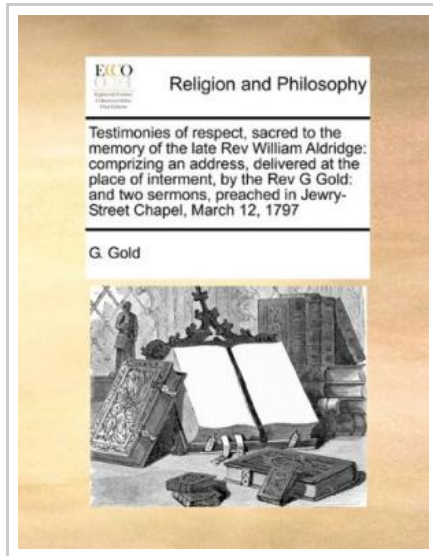 ECCO
Religion and Philosophy
Testimonies of respect, sacred to the
memory of the late Rev William Aldridge:
comprizing an address, delivered at the
place of interment, by the Rev G Gold:
and two sermons, preached in Jewry-
Street Chapel, March 12, 1797
G. Gold